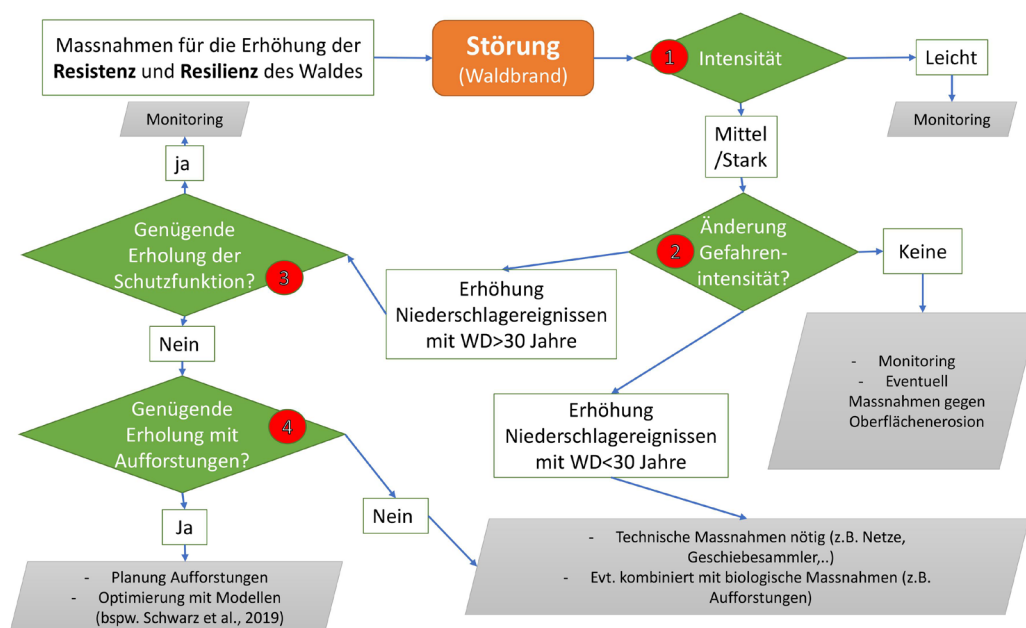 Massnahmen für die Erhöhung der
Resistenz und Resilienz des Waldes
Störung
(Waldbrand)
1
Intensität
Leicht
Monitoring
Monitoring
Mittel
/Stark
ja
Genügende
Erholung der
Schutzfunktion?
3
Änderung
Gefahren-
intensität?
2
Keine
Erhöhung
Niederschlagereignissen
mit WD>30 Jahre
Nein
- Monitoring
- Eventuell
Massnahmen gegen
Oberflächenerosion
Genügende
Erholung mit
Aufforstungen?
4
Erhöhung
Niederschlagereignissen
mit WD<30 Jahre
Ja
Nein
- Technische Massnahmen nötig (z.B. Netze,
Geschiebesammler,..)
- Evt. kombiniert mit biologische Massnahmen (z.B.
Aufforstungen)
- Planung Aufforstungen
- Optimierung mit Modellen
(bspw. Schwarz et al., 2019)